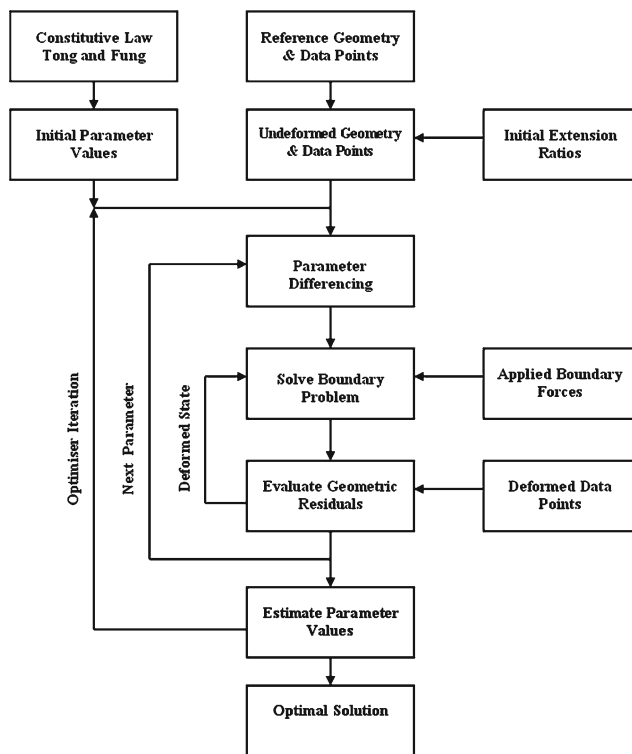 Constitutive Law
Tong and Fung
Reference Geometry
& Data Points
Initial Parameter
Values
Undeformed Geometry
& Data Points
Initial Extension
Ratios
Parameter
Differencing
Solve Boundary
Problem
Applied Boundary
Forces
Optimiser Iteration
Next Parameter
Deformed State
Evaluate Geometric
Residuals
Deformed Data
Points
Estimate Parameter
Values
Optimal Solution